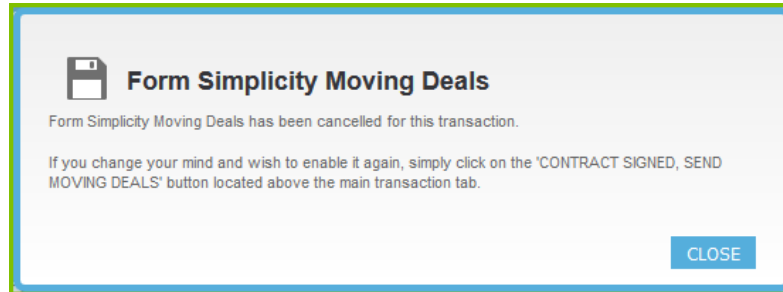 Form Simplicity Moving Deals
Form Simplicity Moving Deals has been cancelled for this transaction.
If you change your mind and wish to enable it again, simply click on the 'CONTRACT SIGNED, SEND
MOVING DEALS' button located above the main transaction tab.
CLOSE